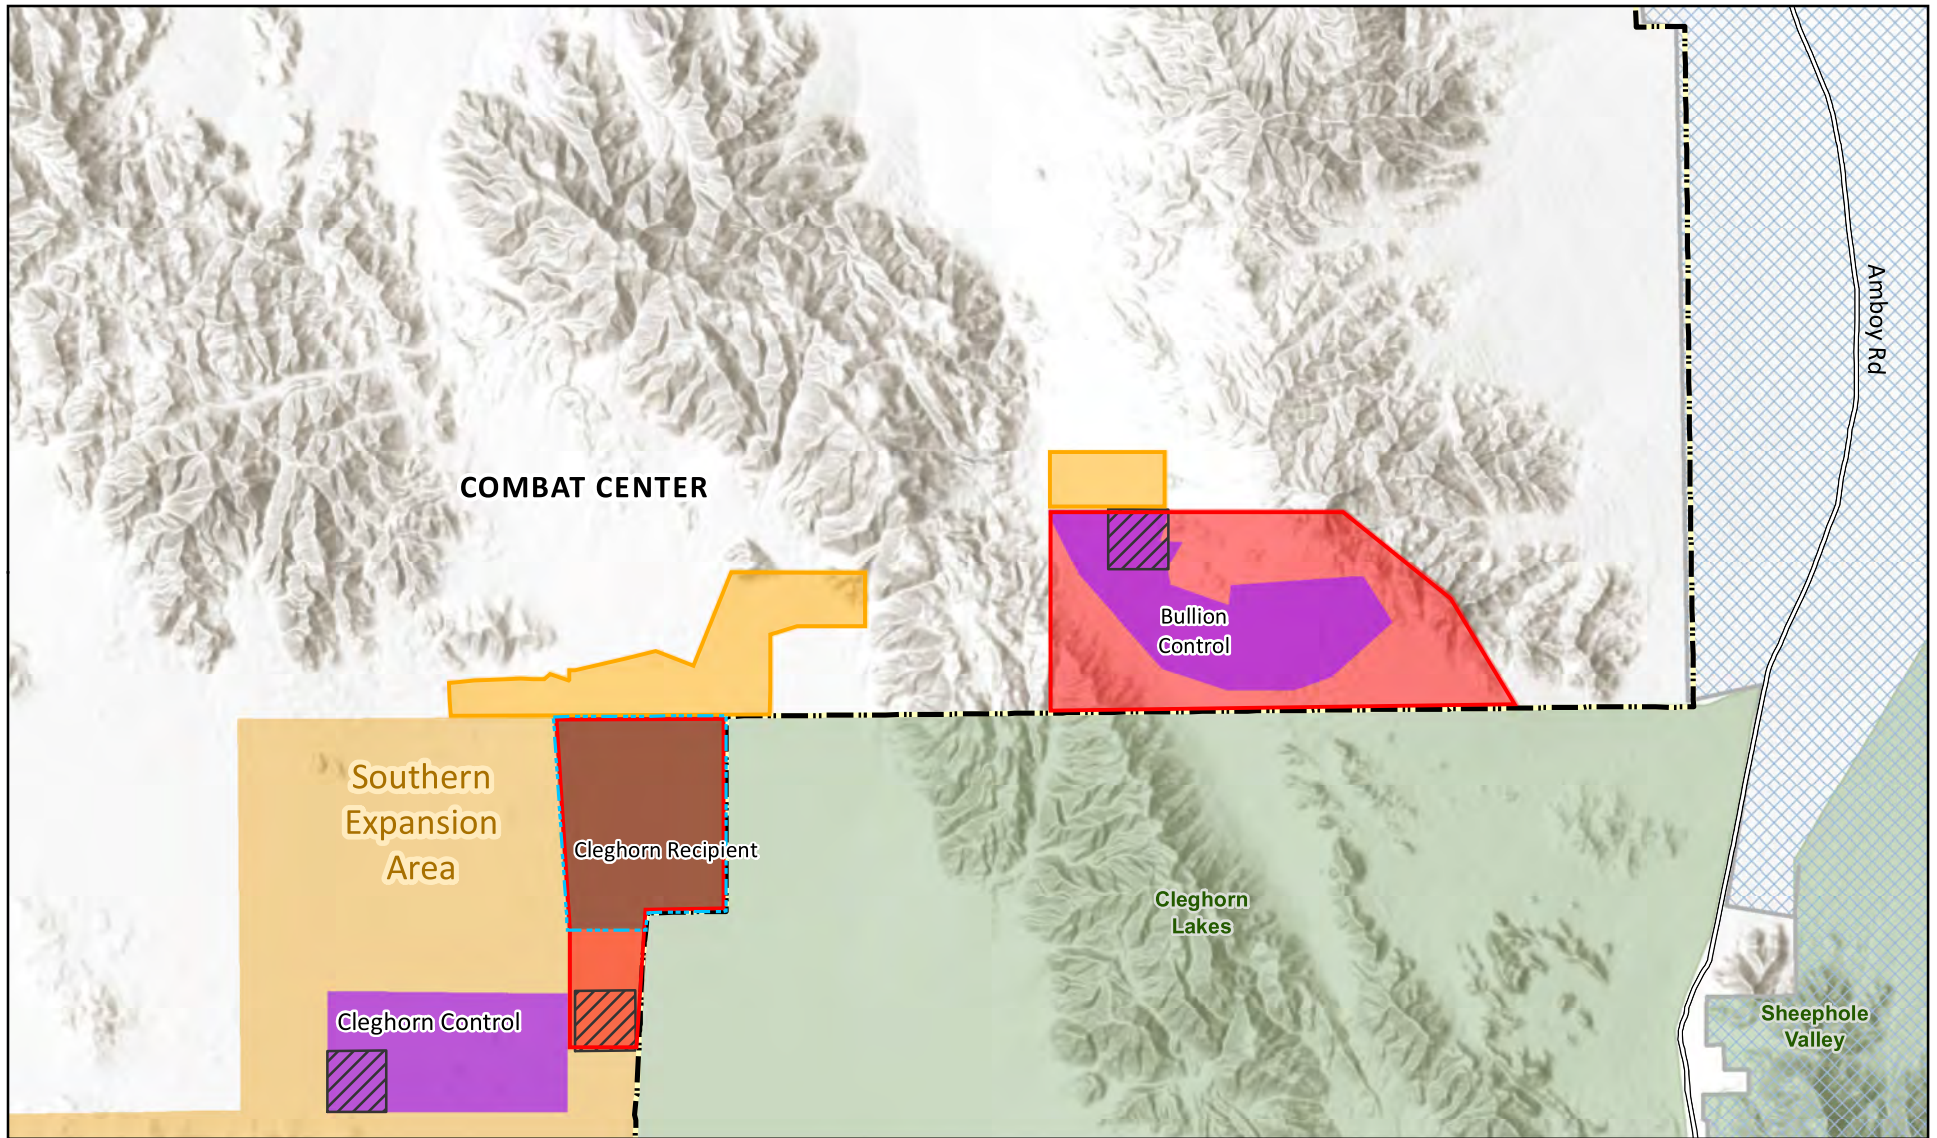 Amboy Rd
COMBAT CENTER
Bullion
Control
Southern
Expansion
Area
Cleghorn Recipient
Cleghorn
Lakes
Cleghorn Control
Sheephole
Valley